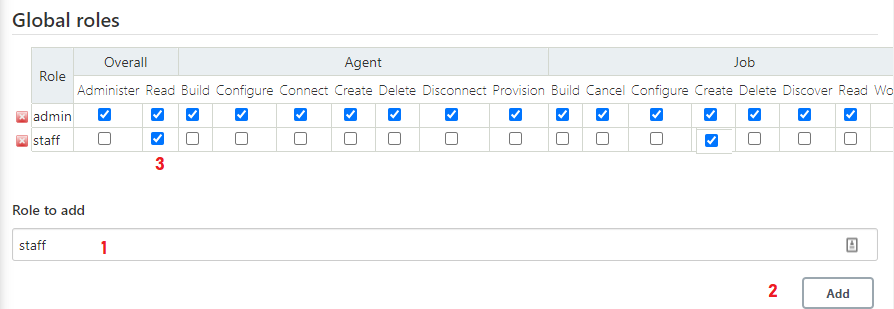 Global roles
Role Overall Agent Job
Administer Read Build Configure Connect Create Delete Disconnect Provision Build Cancel Configure Create Delete Discover Read Wo
admin
staff
3
Role to add
staff 1
2 Add